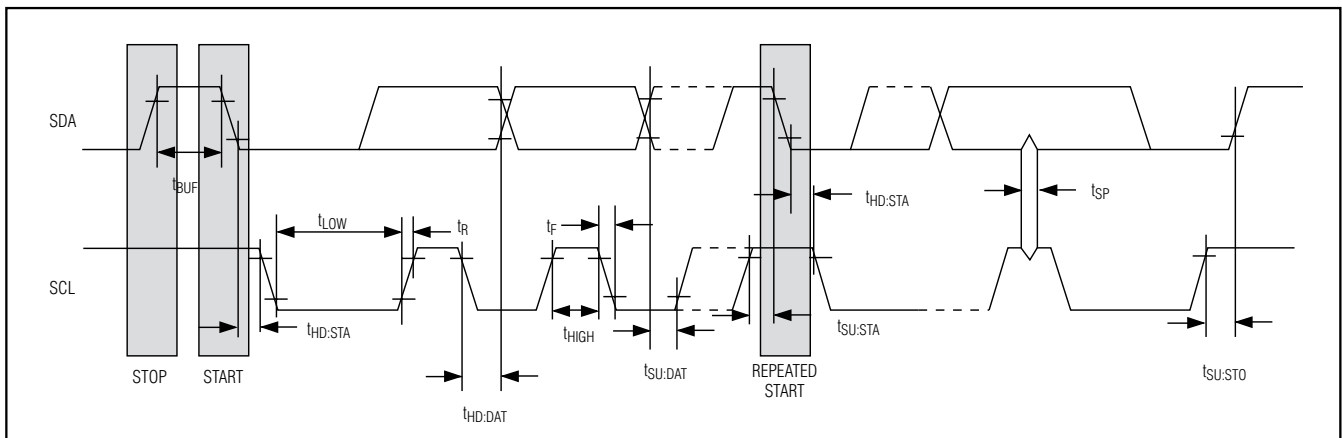 SDA
tBUF
tLOW
tR
tF
tHD:STA
tSP
SCL
tHD:STA
tHIGH
tSU:STA
tSU:DAT
tSU:STO
STOP
START
REPEATED
START
tHD:DAT